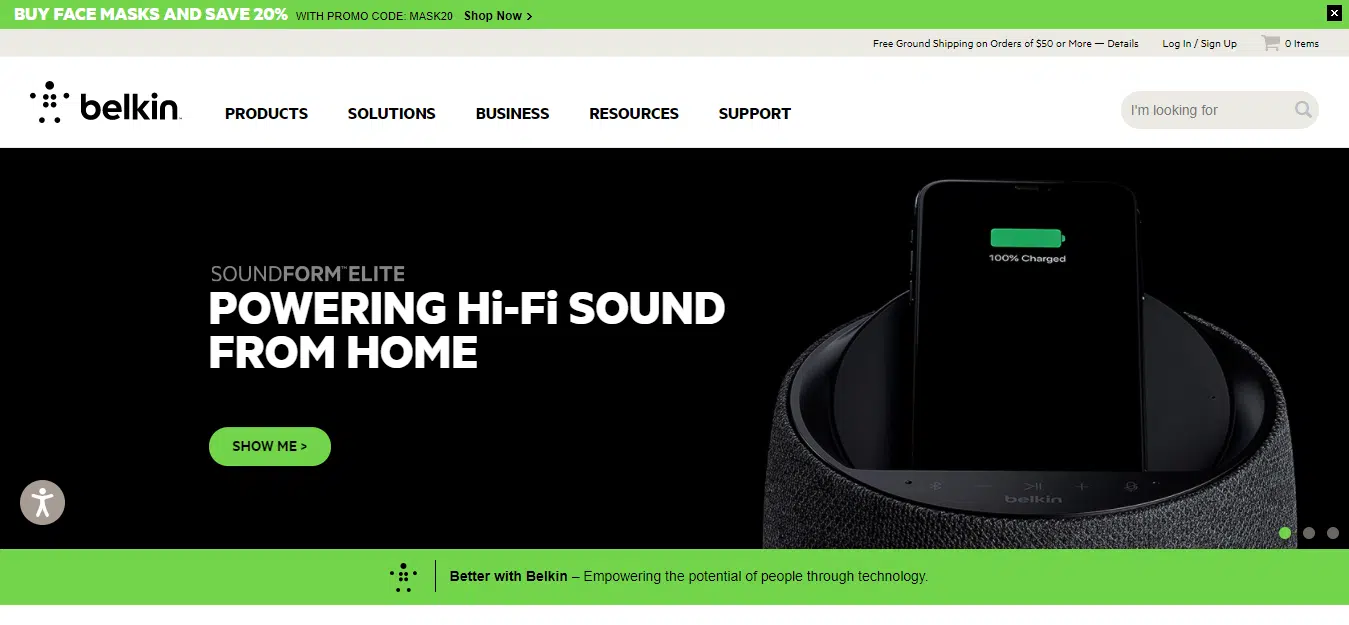 BUY FACE MASKS AND SAVE 20% WITH PROMO CODE: MASK20 Shop Now >
Free Ground Shipping on Orders of $50 or More — Details Log In / Sign Up 0 Items
belkin PRODUCTS SOLUTIONS BUSINESS RESOURCES SUPPORT I'm looking for
100% Charged
SOUNDFORM™ELITE
POWERING Hi-Fi SOUND
FROM HOME
SHOW ME >
belkin
Better with Belkin – Empowering the potential of people through technology.